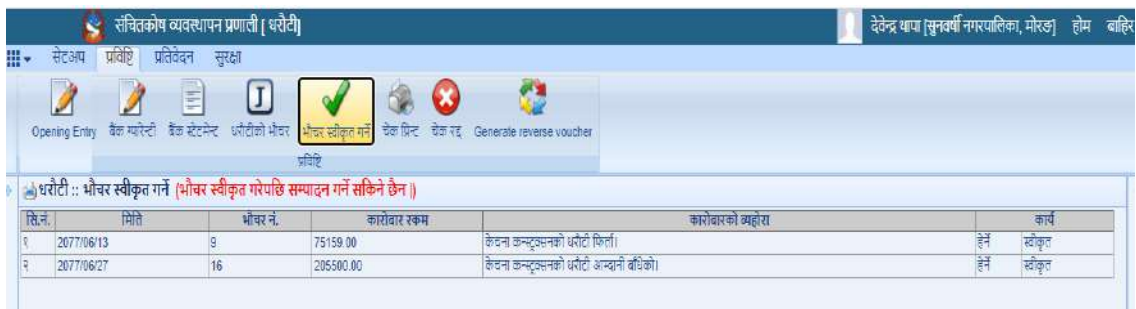 संचितकोष व्यवस्थापन प्रणाली [ धरौटी] देवेन्द्र थापा [सुनवर्षी नगरपालिका, मोरङ] होम बाहिर
सेटअप प्रविष्टि प्रतिवेदन सुरक्षा
Opening Entry बैंक ग्यारेन्टी बैंक स्टेटमेन्ट धरौटीको भौचर भौचर स्वीकृत गर्ने चेक प्रिन्ट चेक रद्द Generate reverse voucher
प्रविष्टि
धरौटी :: भौचर स्वीकृत गर्ने (भौचर स्वीकृत गरेपछि सम्पादन गर्ने सकिने छैन |)
सि.नं. मिति भौचर नं. कारोवार रकम कारोवारको व्यहोरा कार्य
१ 2077/06/13 9 75159.00 केचना कन्स्ट्रक्सनको धरौटी फिर्ता। हेर्ने स्वीकृत
२ 2077/06/27 16 205500.00 केचना कन्स्ट्रक्सनको धरौटी आम्दानी बाँधेको। हेर्ने स्वीकृत